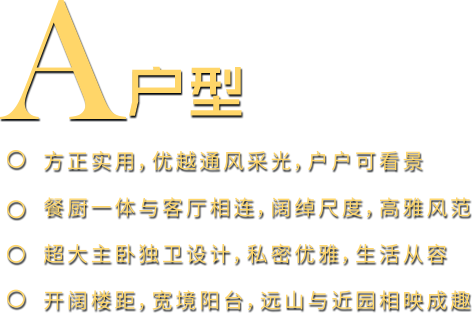 A户型
方正实用,优越通风采光,户户可看景
餐厨一体与客厅相连,阔绰尺度,高雅风范
超大主卧独卫设计,私密优雅,生活从容
开阔楼距,宽境阳台,远山与近园相映成趣